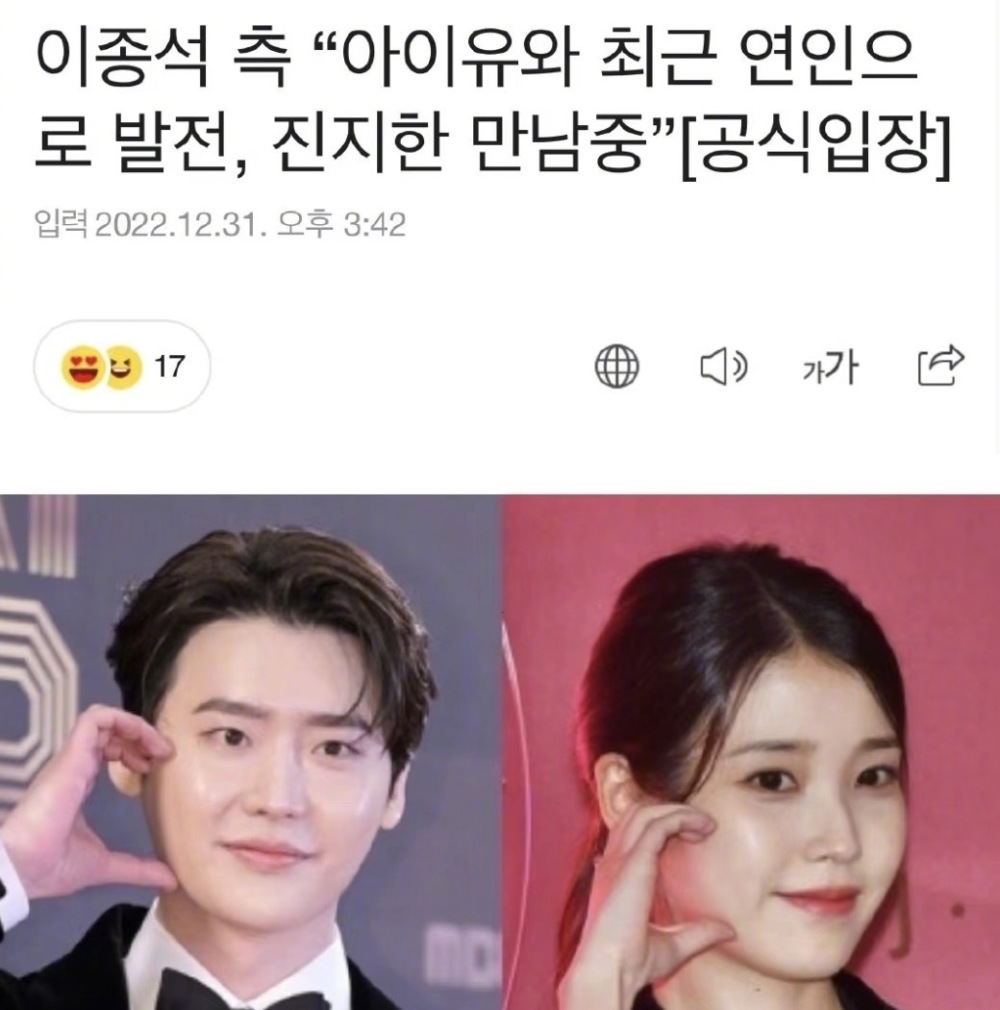 이종석 측 “아이유와 최근 연인으
로 발전, 진지한 만남중”[공식입장]
입력 2022.12.31. 오후 3:42
17
가가